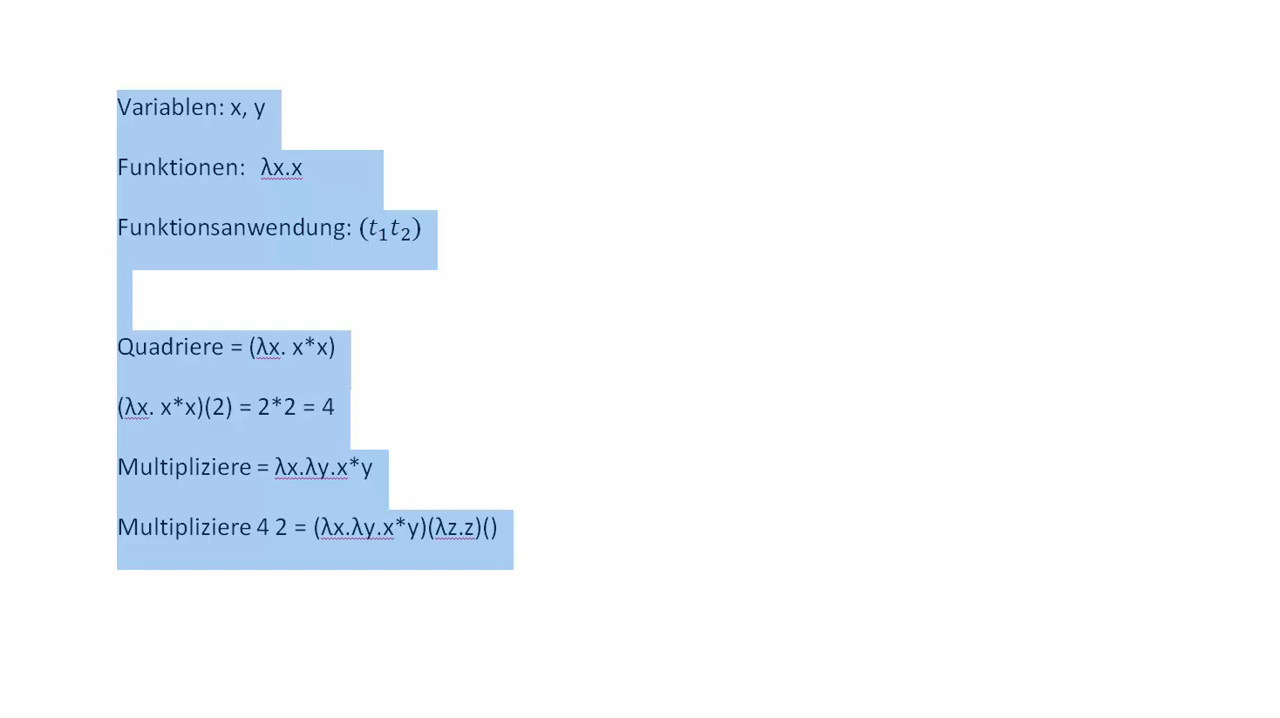 Variablen: x, y
Funktionen: λx.x
Funktionsanwendung: (t₁t₂)
Quadriere = (λx. x*x)
(λx. x*x)(2) = 2*2 = 4
Multipliziere = λx.λy.x*y
Multipliziere 4 2 = (λx.λy.x*y)(λz.z)()